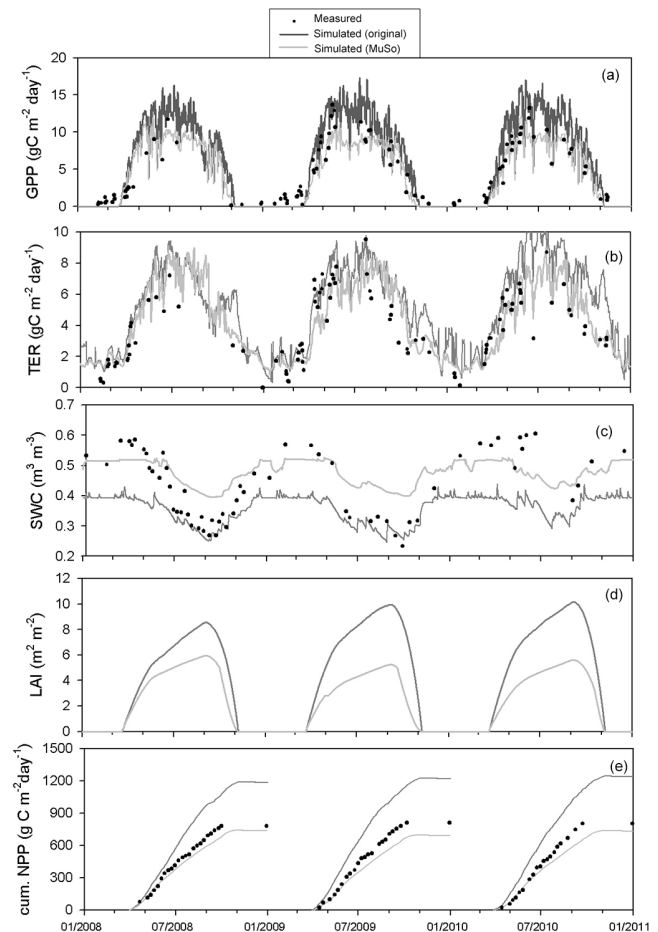 Measured
Simulated (original)
Simulated (MuSo)
(a)
GPP (gC m-2 day-1)
20
15
10
5
0
(b)
TER (gC m-2 day-1)
10
8
6
4
2
0
(c)
SWC (m3 m-3)
0.7
0.6
0.5
0.4
0.3
0.2
(d)
LAI (m2 m-2)
12
10
8
6
4
2
0
(e)
cum. NPP (g C m-2day-1)
1500
1200
900
600
300
0
01/2008 07/2008 01/2009 07/2009 01/2010 07/2010 01/2011